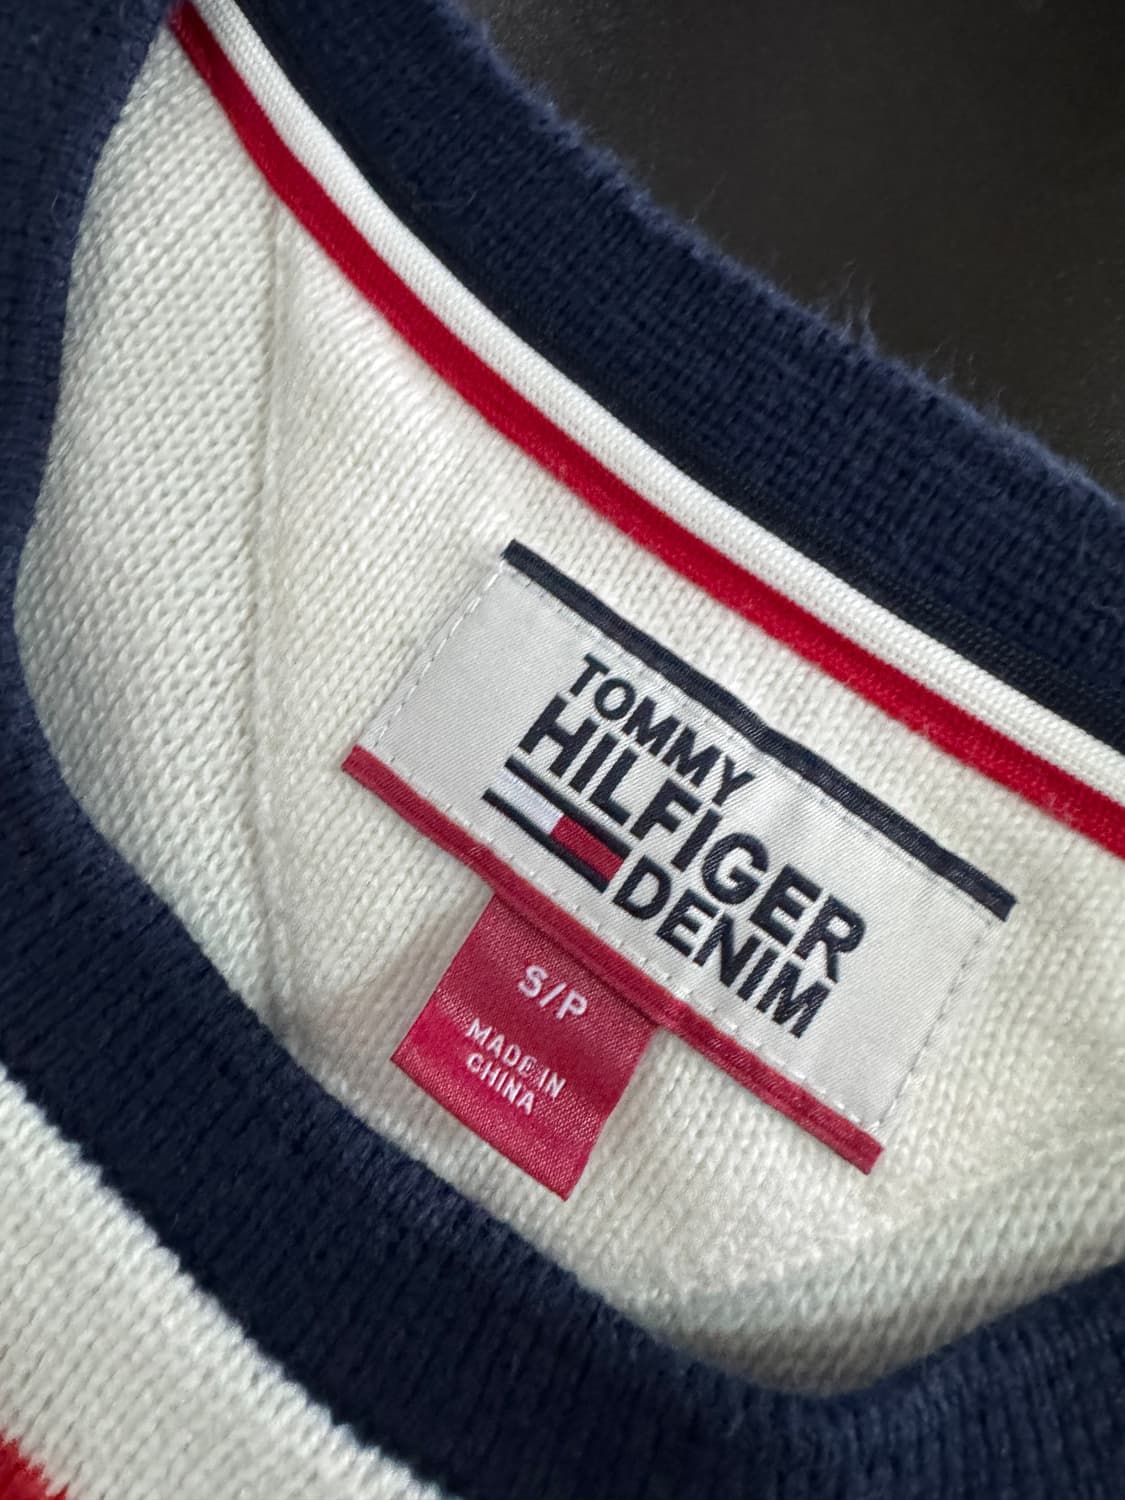 TOMMY
HILFIGER
DENIM
S/P
MADE IN
CHINA